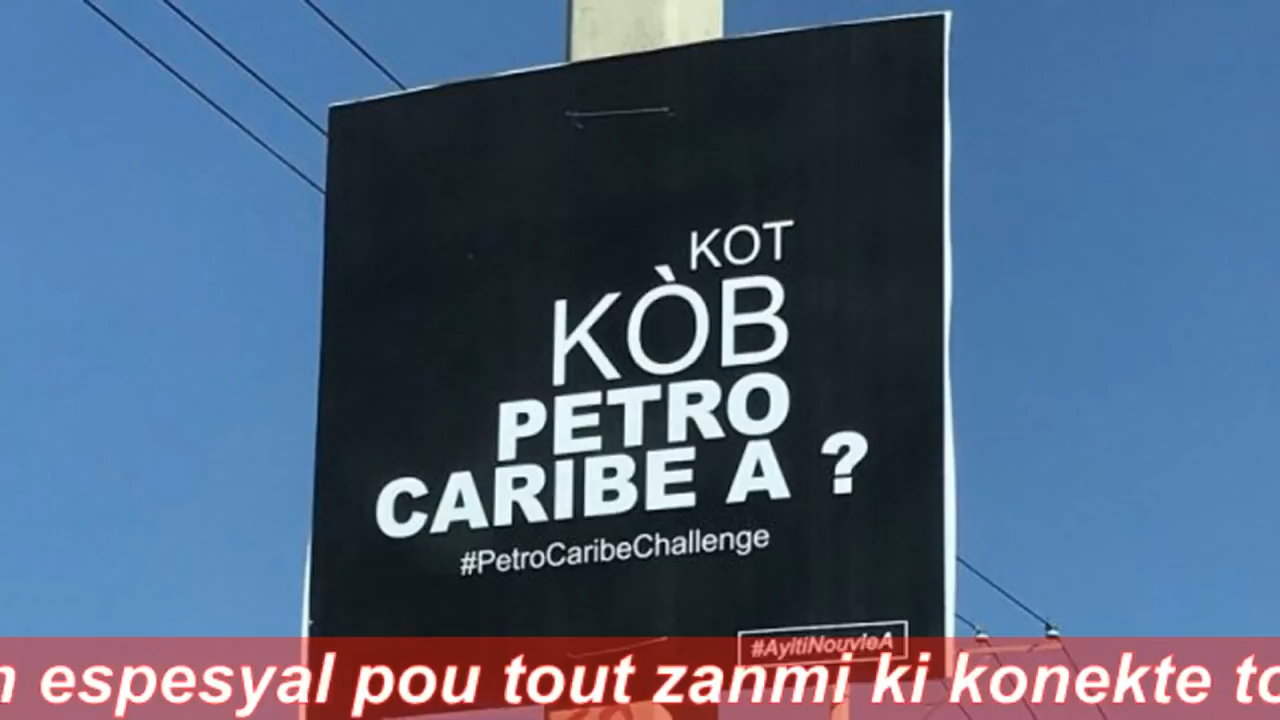 KOT
KÒB
PETRO
CARIBE A ?
#PetroCaribeChallenge
#AyitiNouvleA
espesyal pou tout zanmi ki konekte